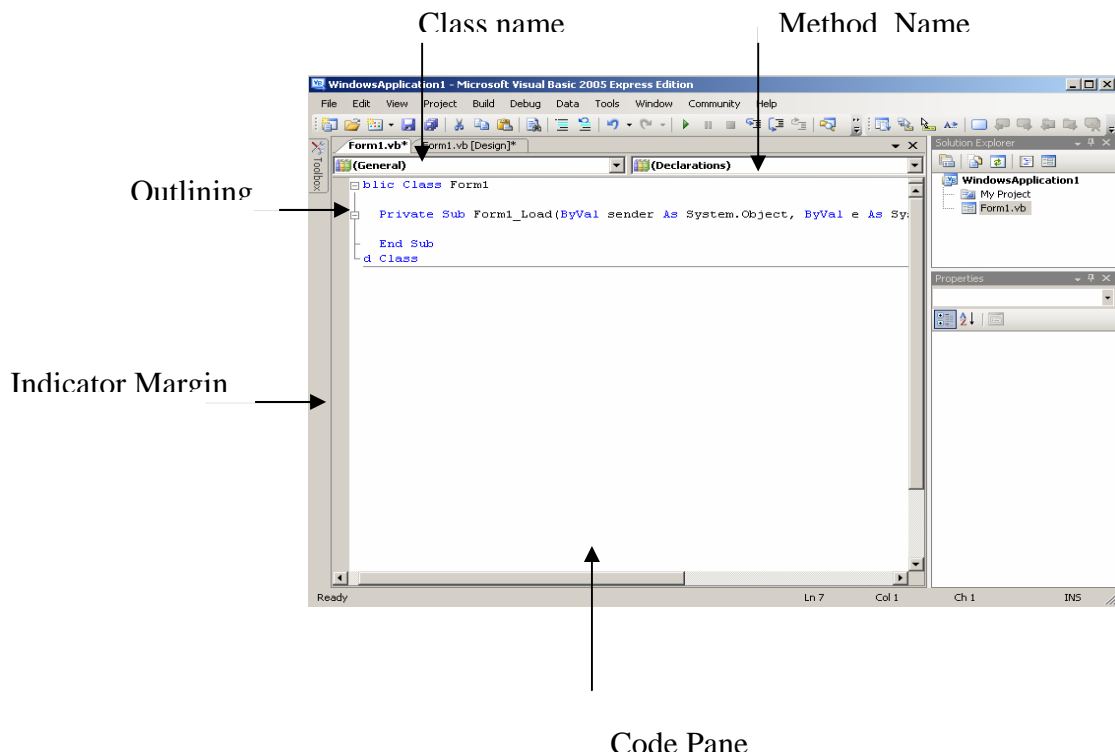 Class name
Method Name
WindowsApplication1 - Microsoft Visual Basic 2005 Express Edition
File Edit View Project Build Debug Data Tools Window Community Help
Toolbox
Form1.vb* Form1.vb [Design]*
(General) (Declarations)
blic Class Form1
Private Sub Form1_Load(ByVal sender As System.Object, ByVal e As Sys
End Sub
d Class
Solution Explorer
WindowsApplication1
My Project
Form1.vb
Properties
Outlining
Indicator Margin
Ready Ln 7 Col 1 Ch 1 INS
Code Pane